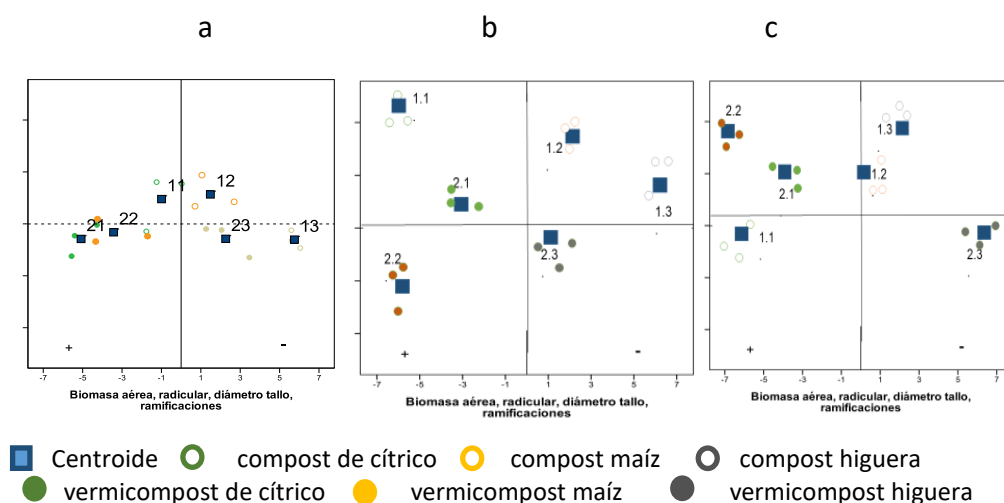 a
b
c
11
12
21
22
23
13
+
-
-7 -5 -3 -1 1 3 5 7
Biomasa aérea, radicular, diámetro tallo,
ramificaciones
1.1
1.2
2.1
1.3
2.2
2.3
+
-
-7 -5 -3 -1 1 3 5 7
Biomasa aérea, radicular, diámetro tallo,
ramificaciones
2.2
1.3
2.1
1.2
1.1
2.3
+
-
-7 -5 -3 -1 1 3 5 7
Biomasa aérea, radicular, diámetro tallo,
ramificaciones
Centroide compost de cítrico compost maíz compost higuera
vermicompost de cítrico vermicompost maíz vermicompost higuera